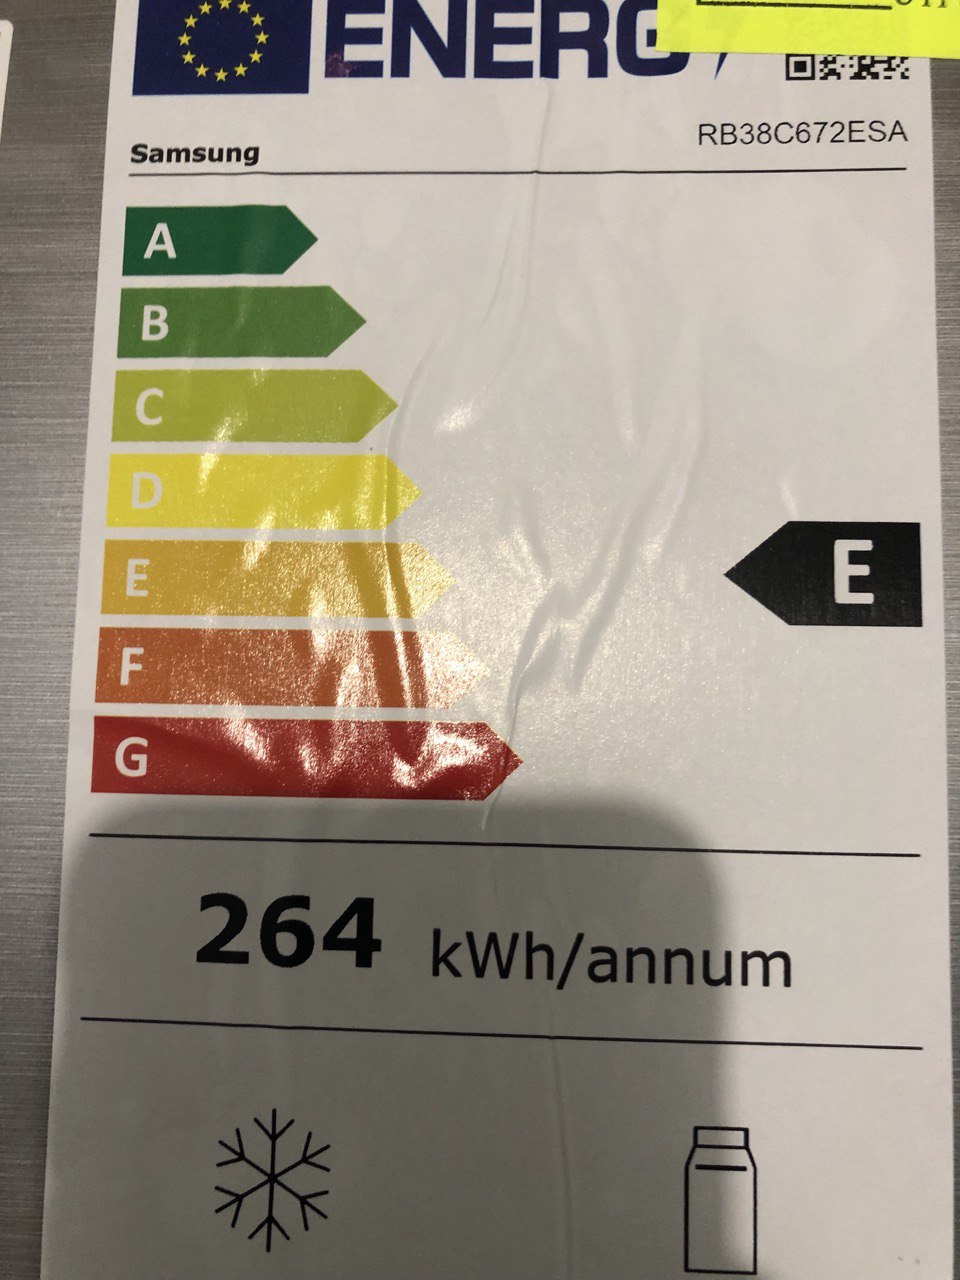 ENERG
RB38C672ESA
Samsung
A
B
C
D
E
E
F
G
264 kWh/annum